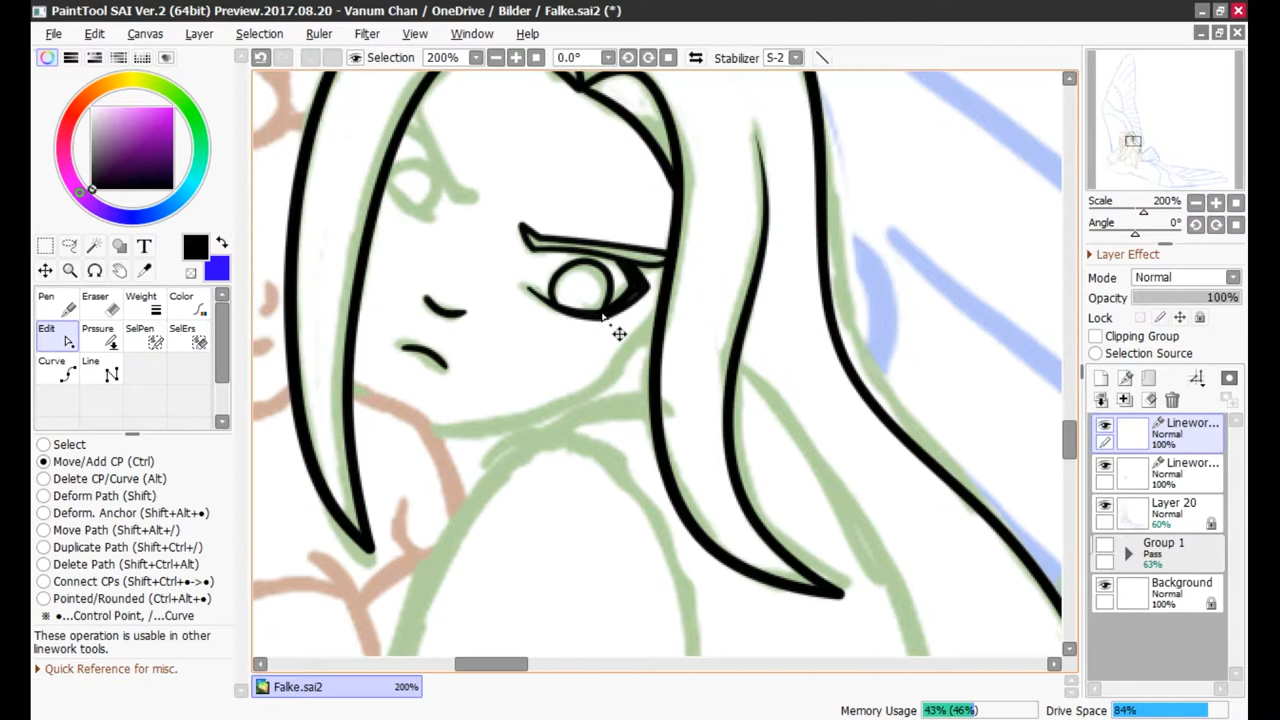 PaintTool SAI Ver.2 (64bit) Preview.2017.08.20 - Vanum Chan / OneDrive / Bilder / Falke.sai2 (*)
File Edit Canvas Layer Selection Ruler Filter View Window Help
Selection 200% 0.0° Stabilizer S-2
T
Pen Eraser Weight Color
Edit Prssure SelPen SelErs
Curve Line
Select
Move/Add CP (Ctrl)
Delete CP/Curve (Alt)
Deform Path (Shift)
Deform. Anchor (Shift+Alt+●)
Move Path (Shift+Alt+/)
Duplicate Path (Shift+Ctrl+/)
Delete Path (Shift+Ctrl+Alt)
Connect CPs (Shift+Ctrl+●->●)
Pointed/Rounded (Ctrl+Alt+●)
※ ●...Control Point, /...Curve
These operation is usable in other
linework tools.
Quick Reference for misc.
Scale 200%
Angle 0°
Layer Effect
Mode Normal
Opacity 100%
Lock
Clipping Group
Selection Source
Linewor...
Normal
100%
Linewor...
Normal
100%
Layer 20
Normal
60%
Group 1
Pass
63%
Background
Normal
100%
Falke.sai2 200%
Memory Usage 43% (46%) Drive Space 84%